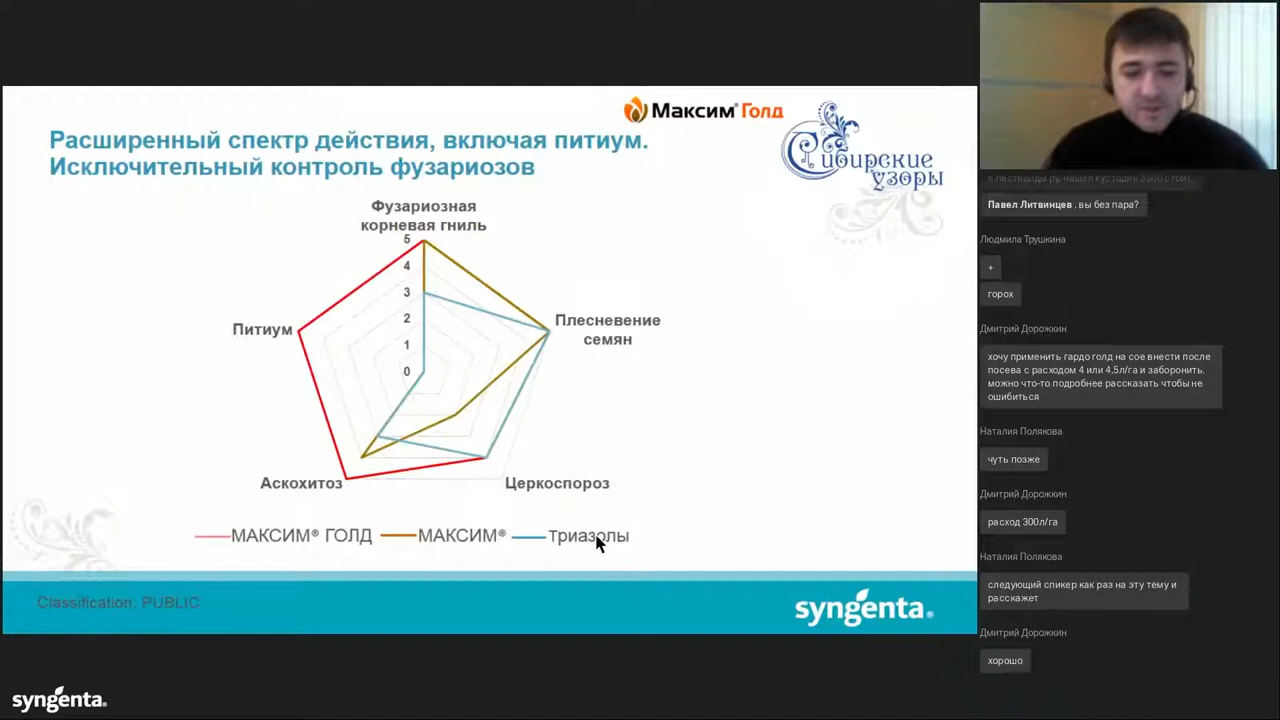 Максим® Голд
Расширенный спектр действия, включая питиум.
Исключительный контроль фузариозов
Сибирские
узоры
Фузариозная
корневая гниль
5
4
3
2
1
0
Питиум
Плесневение
семян
Аскохитоз
Церкоспороз
МАКСИМ® ГОЛД
МАКСИМ®
Триазолы
Classification: PUBLIC
syngenta®
syngenta.
Павел Литвинцев , вы без пара?
Людмила Трушкина
+
горох
Дмитрий Дорожкин
хочу применить гардо голд на сое внести после
посева с расходом 4 или 4,5л/га и заборонить.
можно что-то подробнее рассказать чтобы не
ошибиться
Наталия Полякова
чуть позже
Дмитрий Дорожкин
расход 300л/га
Наталия Полякова
следующий спикер как раз на эту тему и
расскажет
Дмитрий Дорожкин
хорошо